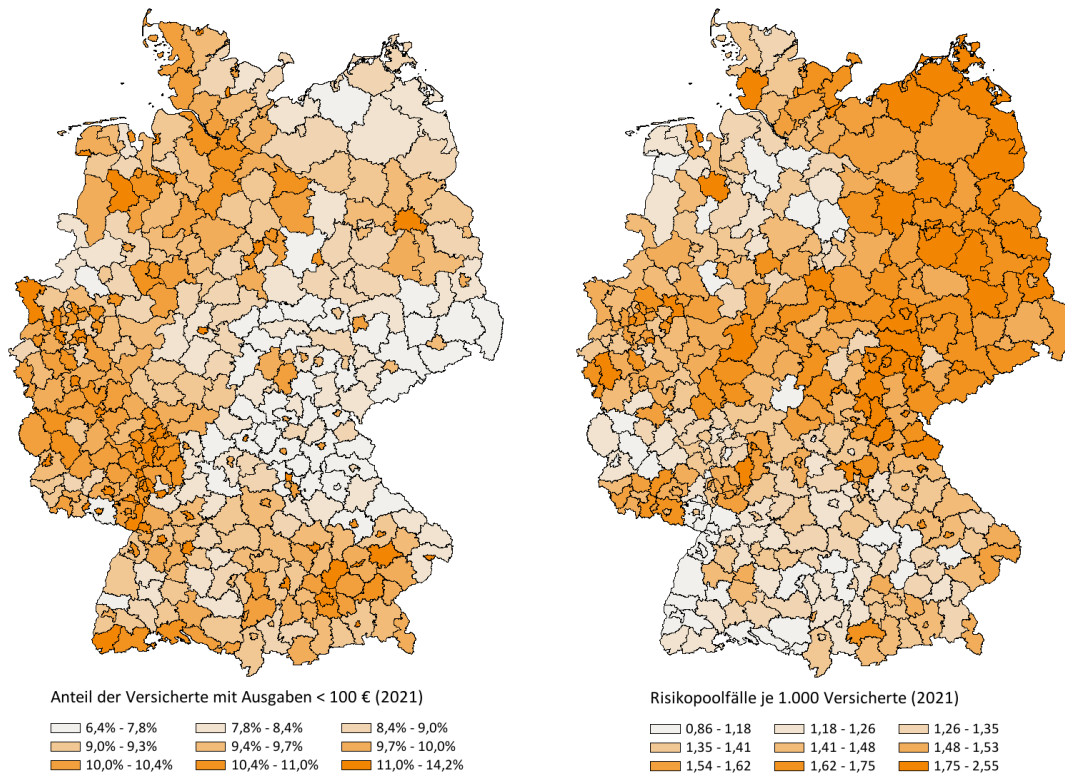 Anteil der Versicherte mit Ausgaben < 100 € (2021)
6,4% - 7,8%
7,8% - 8,4%
8,4% - 9,0%
9,0% - 9,3%
9,4% - 9,7%
9,7% - 10,0%
10,0% - 10,4%
10,4% - 11,0%
11,0% - 14,2%
Risikopoolfälle je 1.000 Versicherte (2021)
0,86 - 1,18
1,18 - 1,26
1,26 - 1,35
1,35 - 1,41
1,41 - 1,48
1,48 - 1,53
1,54 - 1,62
1,62 - 1,75
1,75 - 2,55